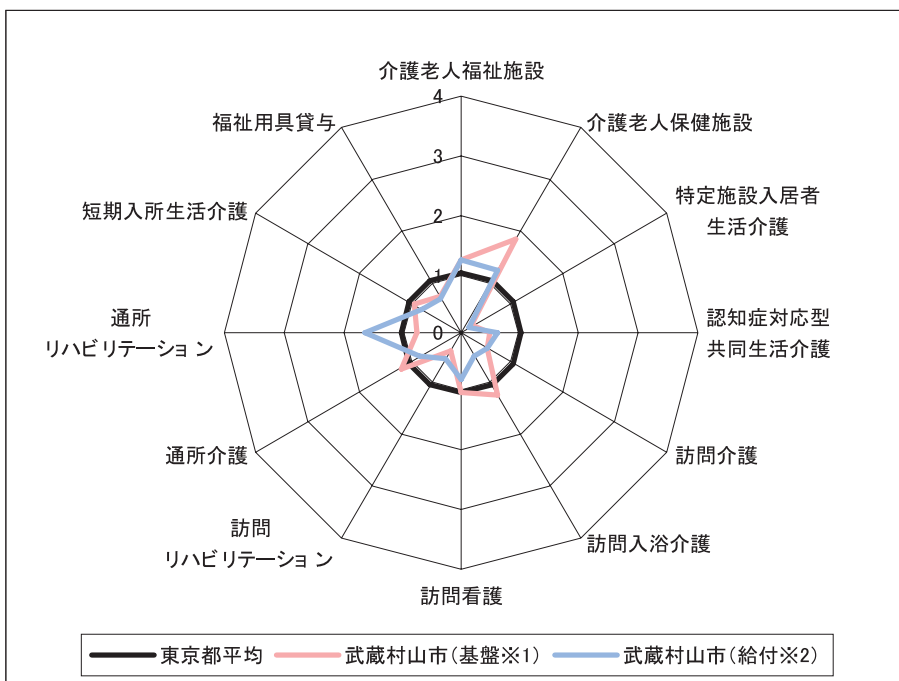 介護老人福祉施設
4
福祉用具貸与
介護老人保健施設
3
特定施設入居者
生活介護
短期入所生活介護
2
1
通所
リハビリテーション
0
認知症対応型
共同生活介護
通所介護
訪問介護
訪問
リハビリテーション
訪問入浴介護
訪問看護
東京都平均
武蔵村山市(基盤※1)
武蔵村山市(給付※2)